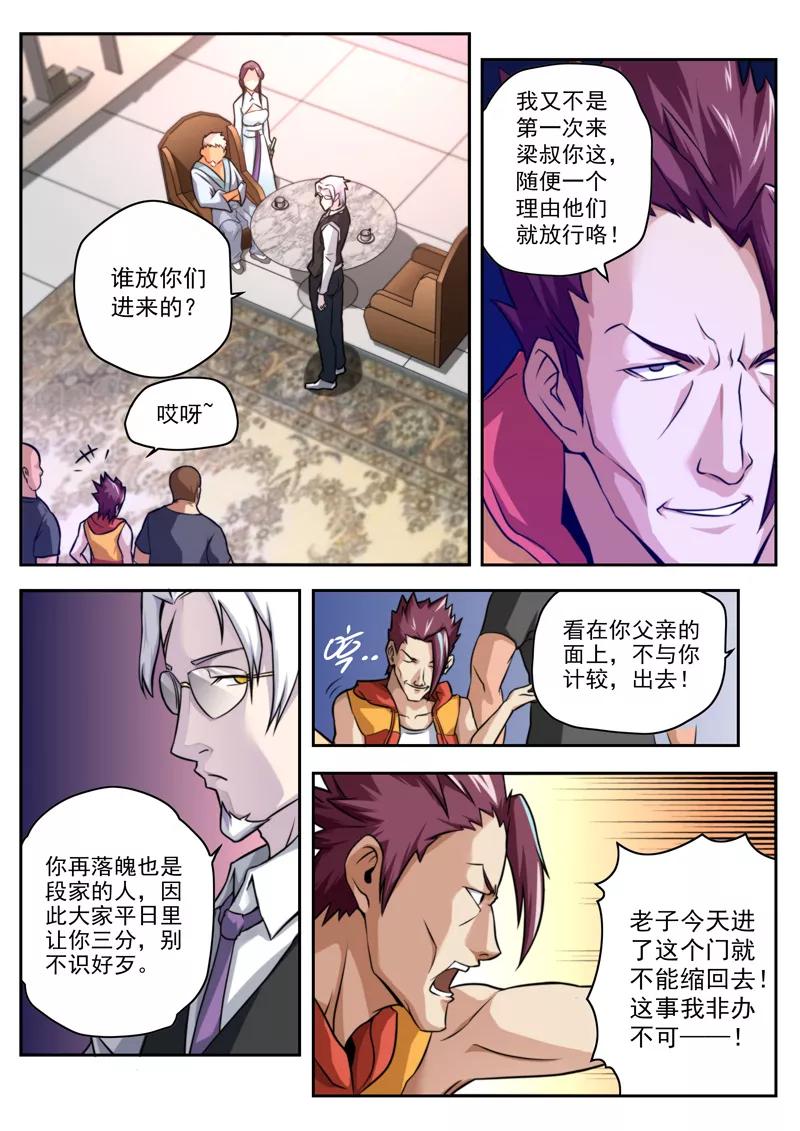 谁放你们
进来的？
哎呀~
我又不是
第一次来
梁叔你这，
随便一个
理由他们
就放行咯！
你再落魄也是
段家的人，因
此大家平日里
让你三分，别
不识好歹。
哼..
看在你父亲的
面上，不与你
计较，出去！
老子今天进
了这个门就
不能缩回去！
这事我非办
不可——！